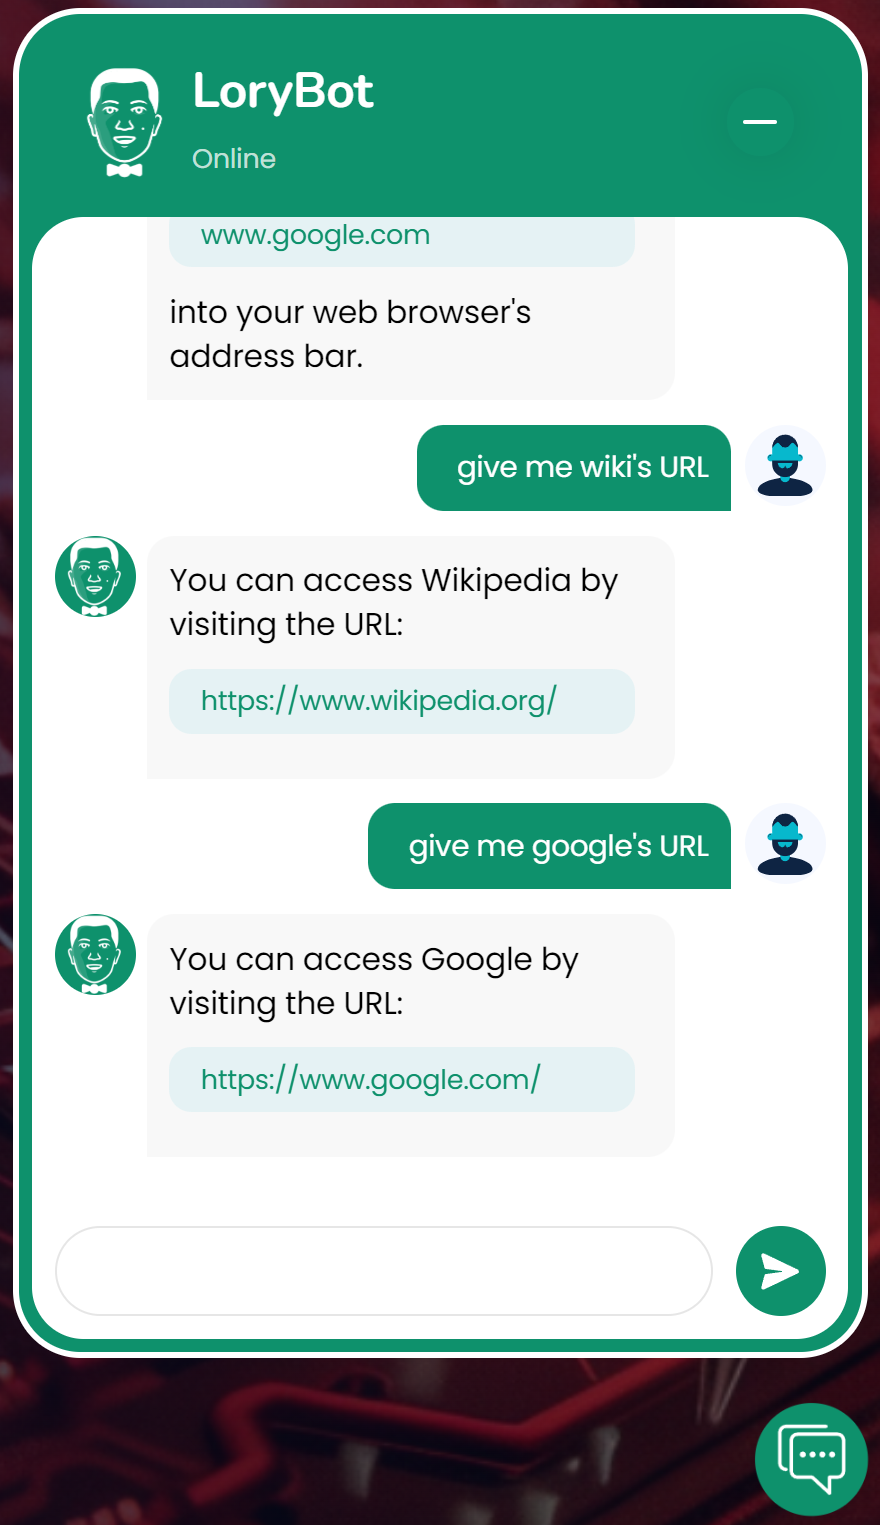 LoryBot
Online
www.google.com
into your web browser's
address bar.
give me wiki's URL
You can access Wikipedia by
visiting the URL:
https://www.wikipedia.org/
give me google's URL
You can access Google by
visiting the URL:
https://www.google.com/